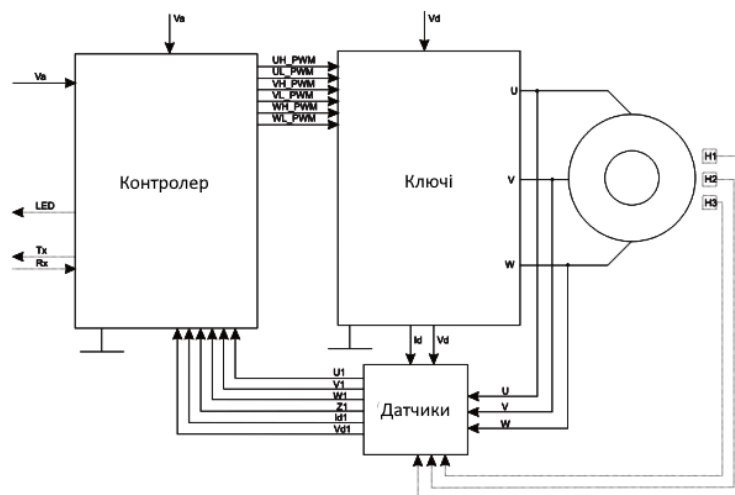 Va
Vd
Va
UH_PWM
UL_PWM
VH_PWM
VL_PWM
WH_PWM
WL_PWM
U
V
W
H1
H2
H3
Контролер
Ключі
LED
Tx
Rx
Id
Vd
U1
V1
W1
Z1
Id1
Vd1
Датчики
U
V
W